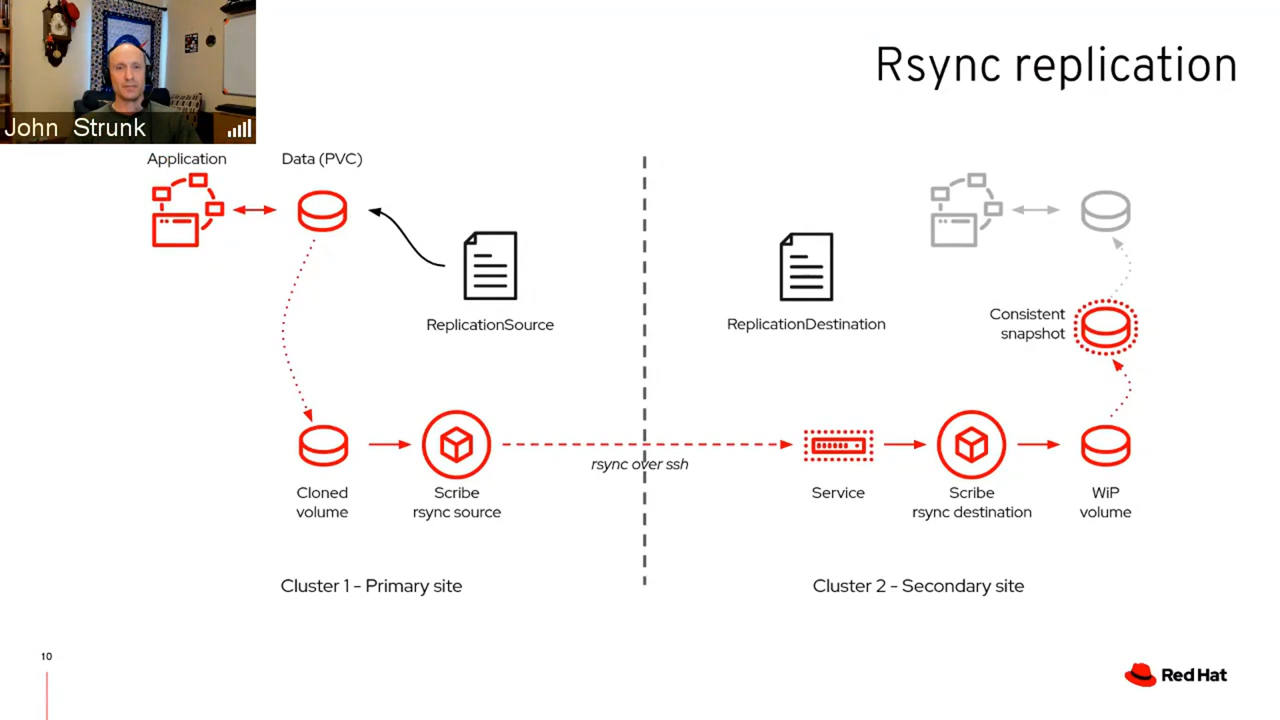 Rsync replication
John Strunk
Application
Data (PVC)
ReplicationSource
ReplicationDestination
Consistent
snapshot
rsync over ssh
Cloned
volume
Scribe
rsync source
Service
Scribe
rsync destination
WiP
volume
Cluster 1 - Primary site
Cluster 2 - Secondary site
10
Red Hat